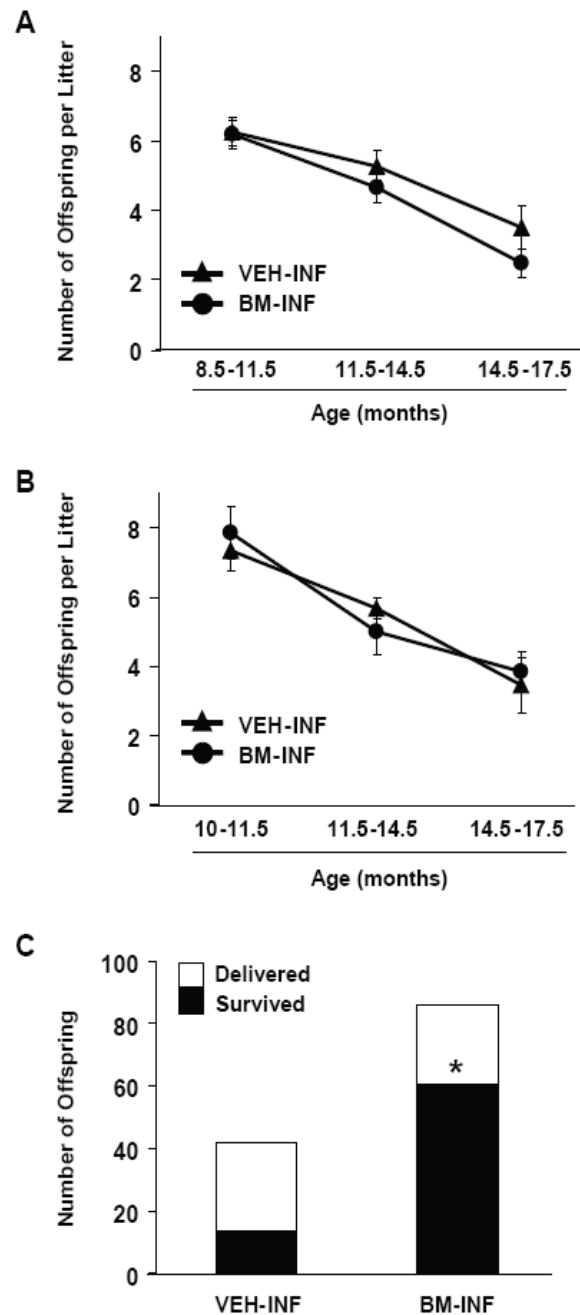 A
Number of Offspring per Litter
8
6
4
2
0
VEH-INF
BM-INF
8.5-11.5 11.5-14.5 14.5-17.5
Age (months)
B
Number of Offspring per Litter
8
6
4
2
0
VEH-INF
BM-INF
10-11.5 11.5-14.5 14.5-17.5
Age (months)
C
Number of Offspring
100
80
60
40
20
0
Delivered
Survived
*
VEH-INF BM-INF